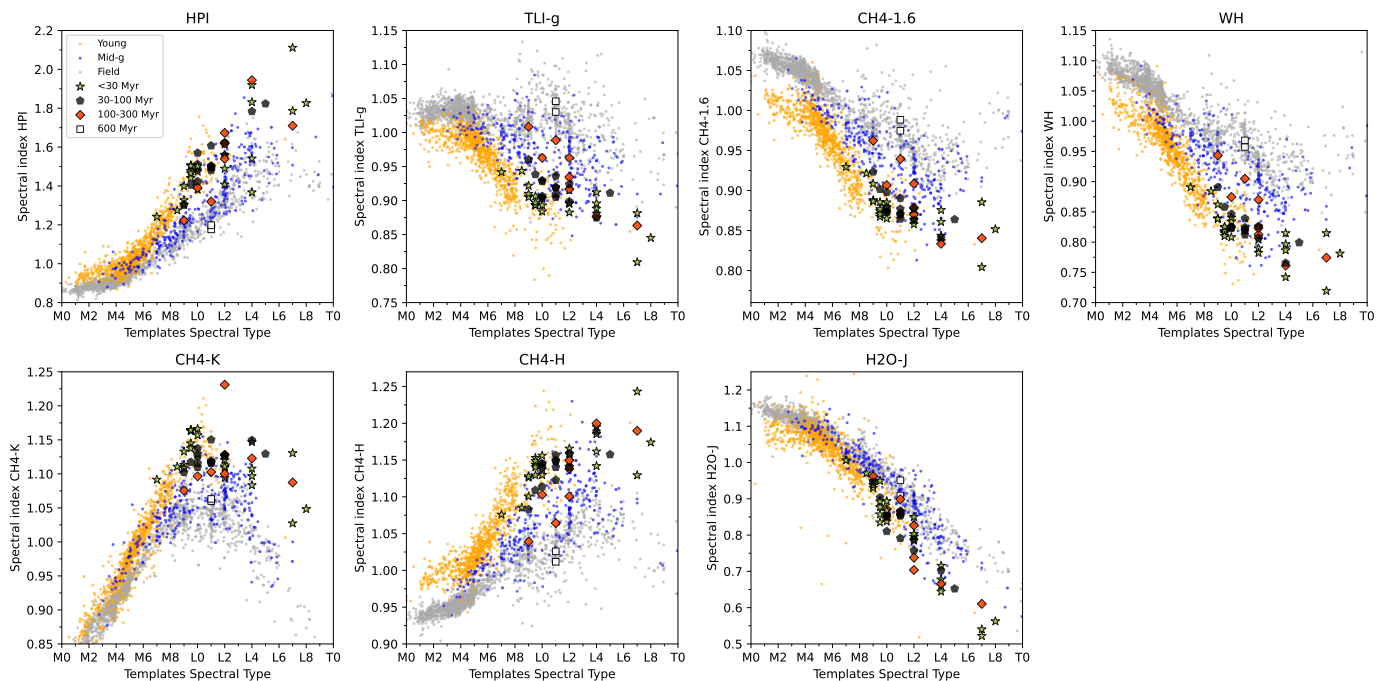 HPI
TLI-g
CH4-1.6
WH
Spectral index HPI
2.2
2.0
1.8
1.6
1.4
1.2
1.0
0.8
Young
Mid-g
Field
<30 Myr
30-100 Myr
100-300 Myr
600 Myr
M0 M2 M4 M6 M8 L0 L2 L4 L6 L8 T0
Templates Spectral Type
Spectral index TLI-g
1.15
1.10
1.05
1.00
0.95
0.90
0.85
0.80
0.75
M0 M2 M4 M6 M8 L0 L2 L4 L6 L8 T0
Templates Spectral Type
Spectral index CH4-1.6
1.10
1.05
1.00
0.95
0.90
0.85
0.80
M0 M2 M4 M6 M8 L0 L2 L4 L6 L8 T0
Templates Spectral Type
Spectral index WH
1.15
1.10
1.05
1.00
0.95
0.90
0.85
0.80
0.75
0.70
M0 M2 M4 M6 M8 L0 L2 L4 L6 L8 T0
Templates Spectral Type
CH4-K
CH4-H
H2O-J
Spectral index CH4-K
1.25
1.20
1.15
1.10
1.05
1.00
0.95
0.90
0.85
M0 M2 M4 M6 M8 L0 L2 L4 L6 L8 T0
Templates Spectral Type
Spectral index CH4-H
1.25
1.20
1.15
1.10
1.05
1.00
0.95
0.90
M0 M2 M4 M6 M8 L0 L2 L4 L6 L8 T0
Templates Spectral Type
Spectral index H2O-J
1.2
1.1
1.0
0.9
0.8
0.7
0.6
0.5
M0 M2 M4 M6 M8 L0 L2 L4 L6 L8 T0
Templates Spectral Type